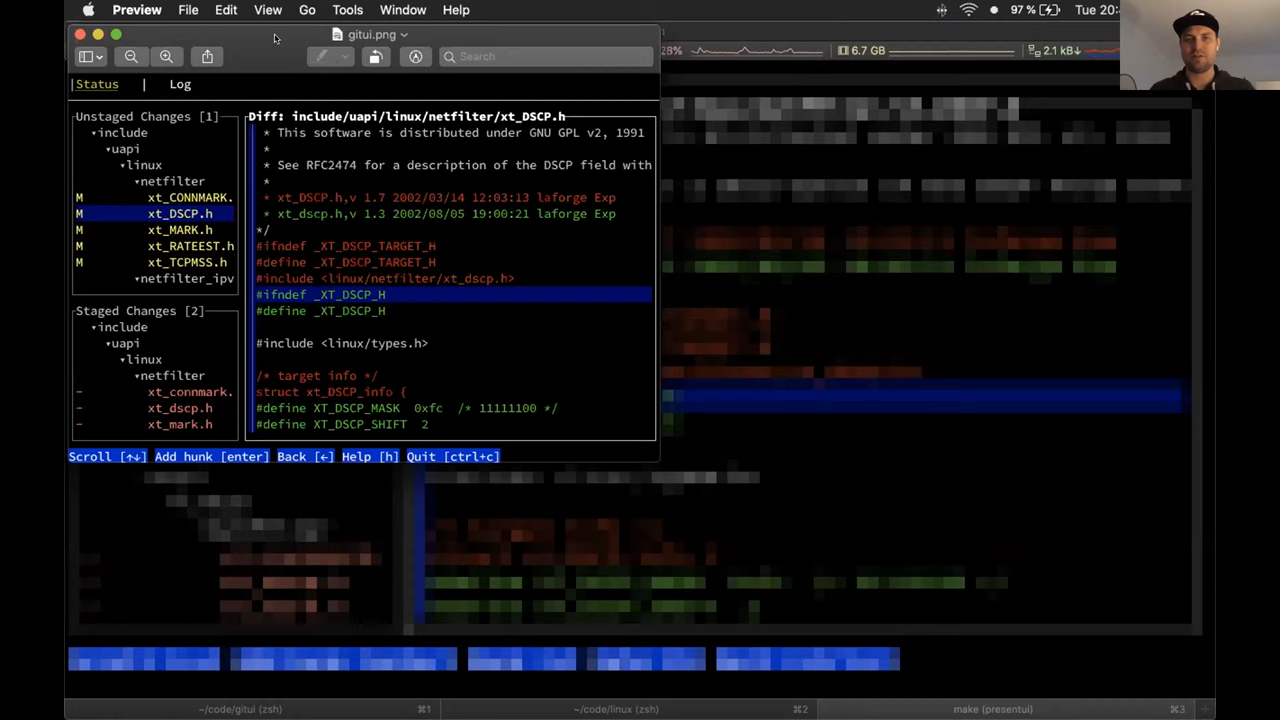 Preview File Edit View Go Tools Window Help 97 % Tue 20:
gitui.png
28% 6.7 GB 2.1 kB↓
Search
|Status | Log
Unstaged Changes [1]
▾include
▾uapi
▾linux
▾netfilter
M xt_CONNMARK.
M xt_DSCP.h
M xt_MARK.h
M xt_RATEEST.h
M xt_TCPMSS.h
▾netfilter_ipv
Staged Changes [2]
▾include
▾uapi
▾linux
▾netfilter
- xt_connmark.
- xt_dscp.h
- xt_mark.h
Diff: include/uapi/linux/netfilter/xt_DSCP.h
* This software is distributed under GNU GPL v2, 1991
*
* See RFC2474 for a description of the DSCP field with
*
* xt_DSCP.h,v 1.7 2002/03/14 12:03:13 laforge Exp
* xt_dscp.h,v 1.3 2002/08/05 19:00:21 laforge Exp
*/
#ifndef _XT_DSCP_TARGET_H
#define _XT_DSCP_TARGET_H
#include <linux/netfilter/xt_dscp.h>
#ifndef _XT_DSCP_H
#define _XT_DSCP_H
#include <linux/types.h>
/* target info */
struct xt_DSCP_info {
#define XT_DSCP_MASK 0xfc /* 11111100 */
#define XT_DSCP_SHIFT 2
Scroll [↑↓] Add hunk [enter] Back [←] Help [h] Quit [ctrl+c]
~/code/gitui (zsh) ⌘1 ~/code/linux (zsh) ⌘2 make (presentui) ⌘3